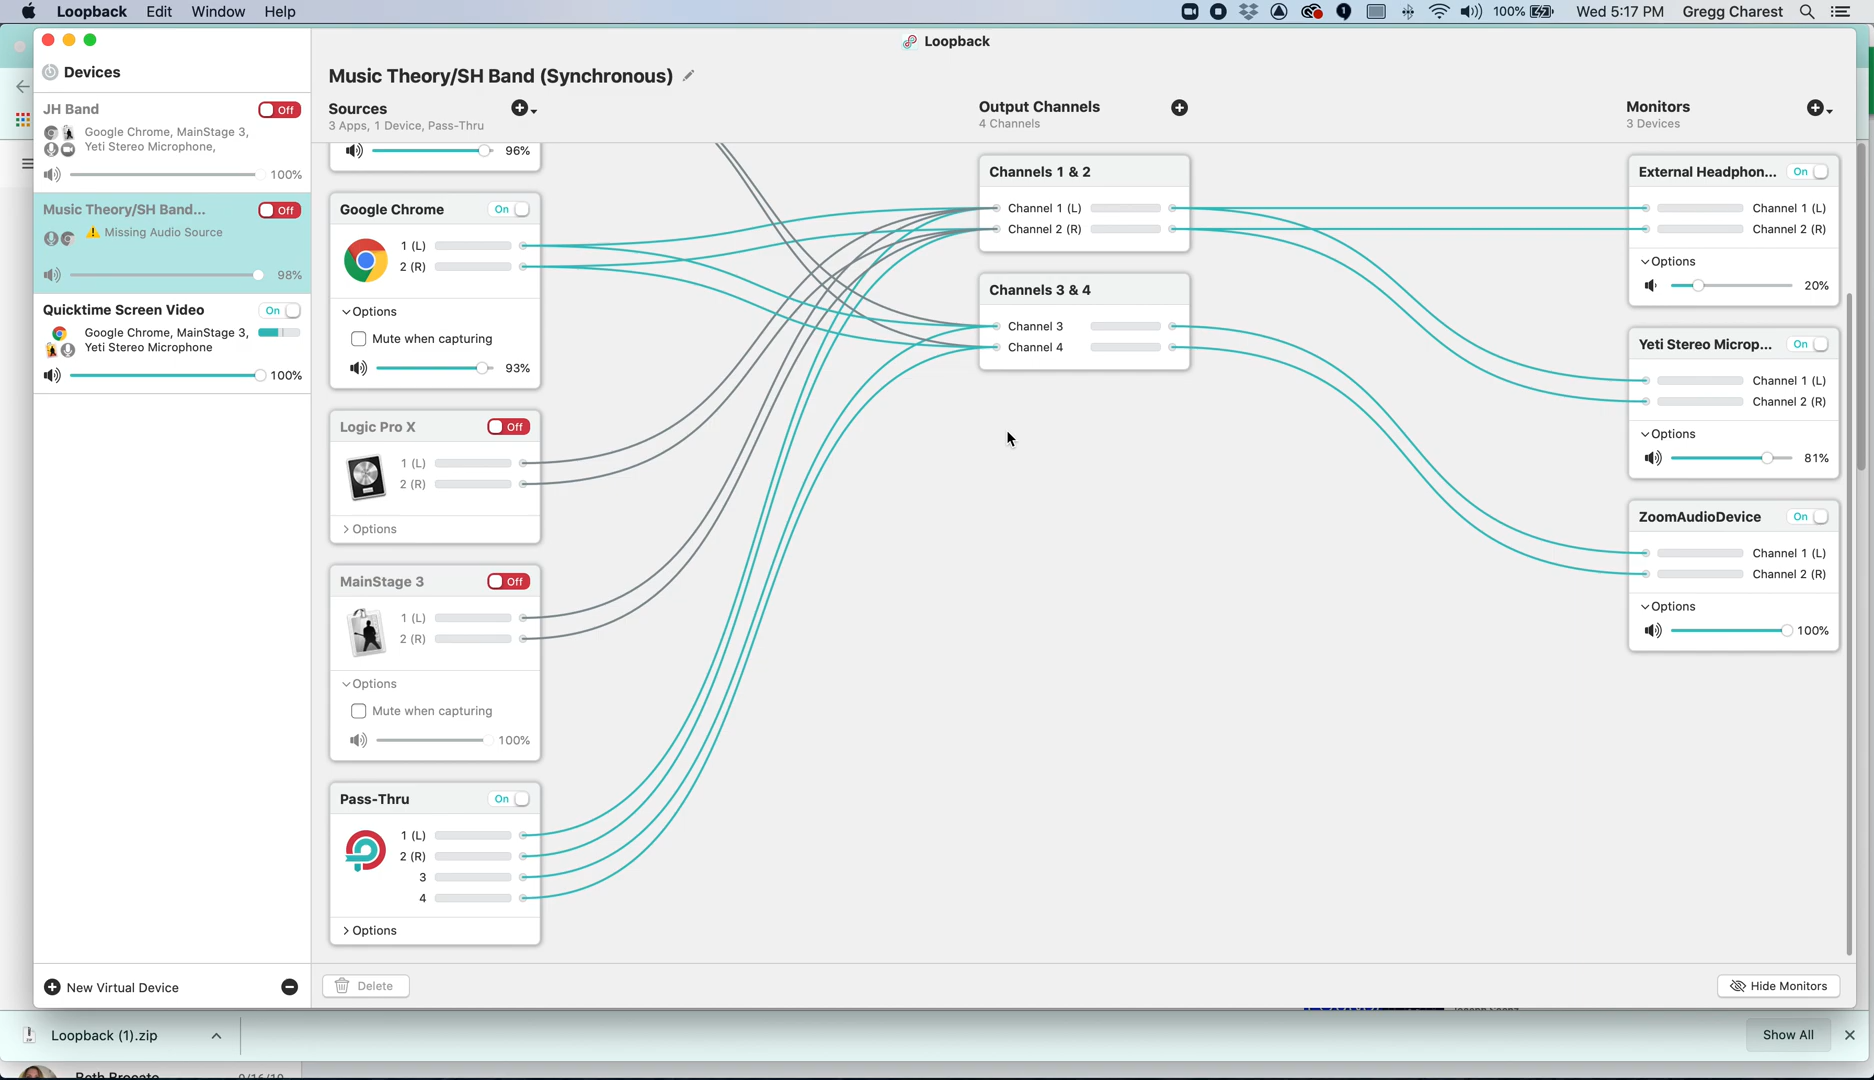 Loopback Edit Window Help
100% Wed 5:17 PM Gregg Charest
Loopback
Devices
JH Band Off
Google Chrome, MainStage 3,
Yeti Stereo Microphone,
100%
Music Theory/SH Band... Off
Missing Audio Source
98%
Quicktime Screen Video On
Google Chrome, MainStage 3,
Yeti Stereo Microphone
100%
New Virtual Device
Music Theory/SH Band (Synchronous)
Sources
3 Apps, 1 Device, Pass-Thru
96%
Google Chrome On
1 (L)
2 (R)
Options
Mute when capturing
93%
Logic Pro X Off
1 (L)
2 (R)
Options
MainStage 3 Off
1 (L)
2 (R)
Options
Mute when capturing
100%
Pass-Thru On
1 (L)
2 (R)
3
4
Options
Delete
Output Channels
4 Channels
Channels 1 & 2
Channel 1 (L)
Channel 2 (R)
Channels 3 & 4
Channel 3
Channel 4
Monitors
3 Devices
External Headphon... On
Channel 1 (L)
Channel 2 (R)
Options
20%
Yeti Stereo Microp... On
Channel 1 (L)
Channel 2 (R)
Options
81%
ZoomAudioDevice On
Channel 1 (L)
Channel 2 (R)
Options
100%
Hide Monitors
Loopback (1).zip
Show All
Beth Brocato 9/16/19